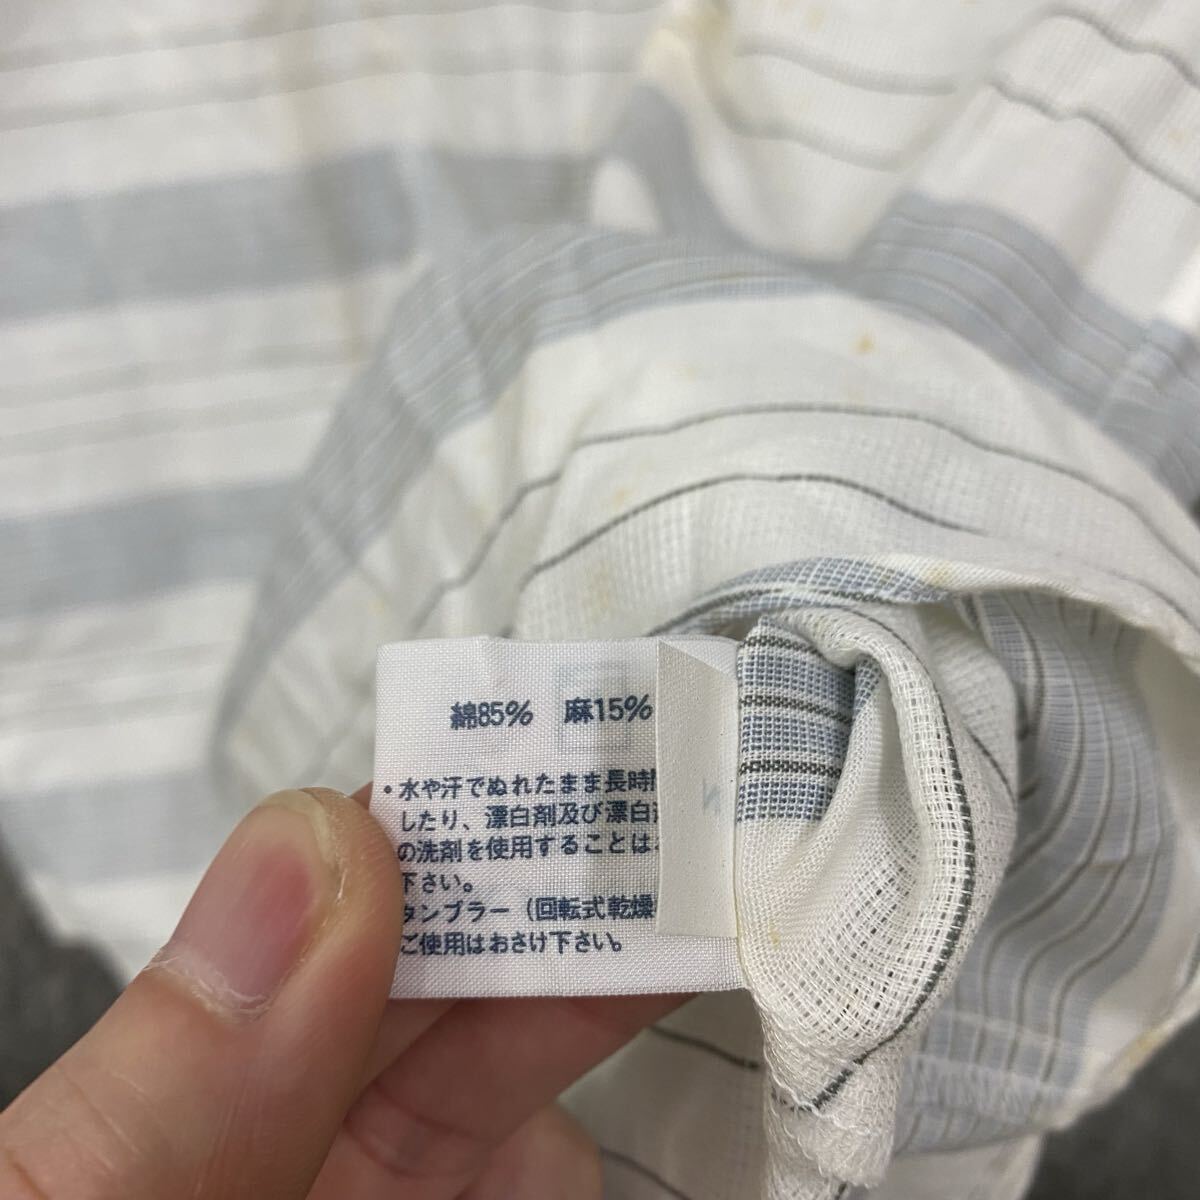 綿85% 麻15%
・水や汗でぬれたまま長時
したり、漂白剤及び漂白
の洗剤を使用することは
下さい。
タンブラー（回転式乾燥
ご使用はおさけ下さい。